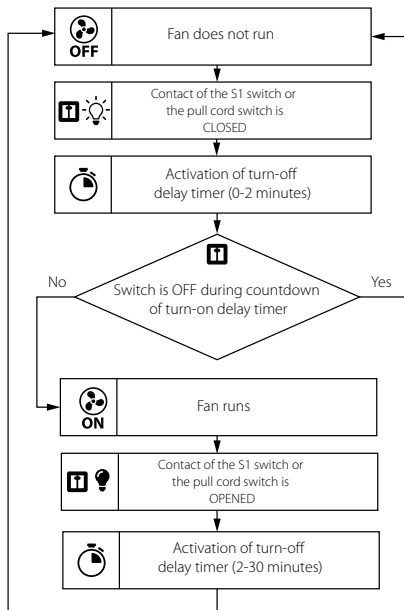 OFF
Fan does not run
Contact of the S1 switch or
the pull cord switch is
CLOSED
Activation of turn-off
delay timer (0-2 minutes)
No
Yes
Switch is OFF during countdown
of turn-on delay timer
ON
Fan runs
Contact of the S1 switch or
the pull cord switch is
OPENED
Activation of turn-off
delay timer (2-30 minutes)